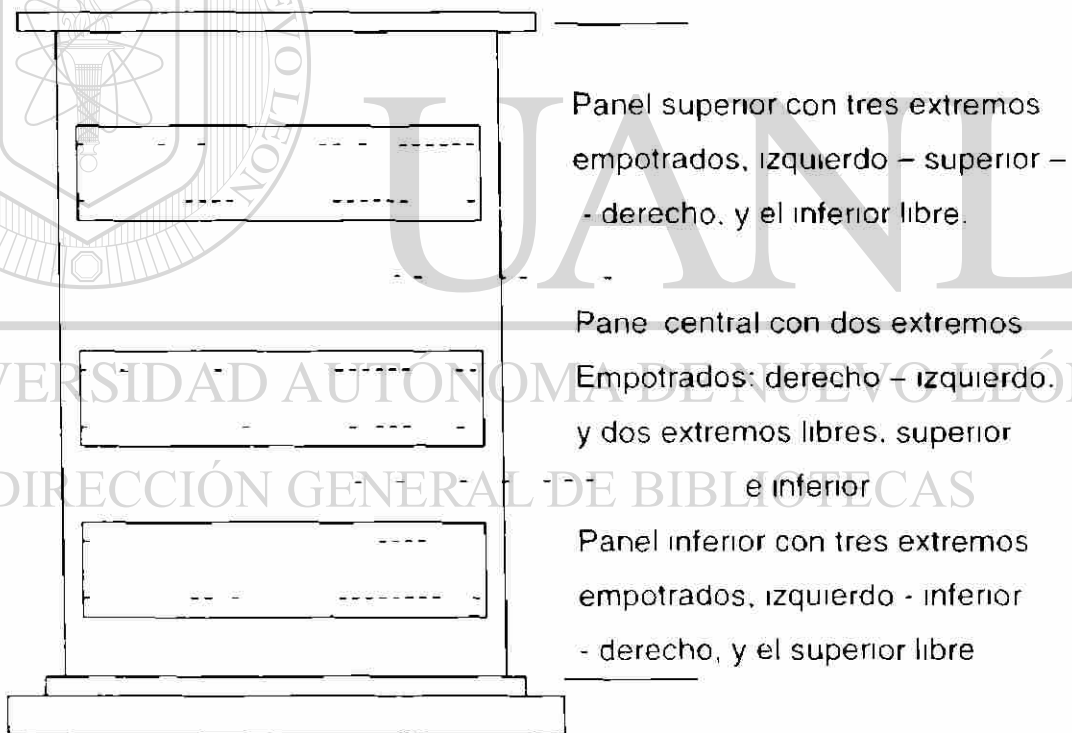 Panel superior con tres extremos
empotrados, izquierdo – superior –
- derecho. y el inferior libre.
Pane central con dos extremos
Empotrados: derecho – izquierdo.
y dos extremos libres. superior
e inferior
Panel inferior con tres extremos
empotrados, izquierdo - inferior
- derecho, y el superior libre
UANL
VERSIDAD AUTÓNOMA DE NUEVO LEÓN
DIRECCIÓN GENERAL DE BIBLIOTECAS
O LEÓN